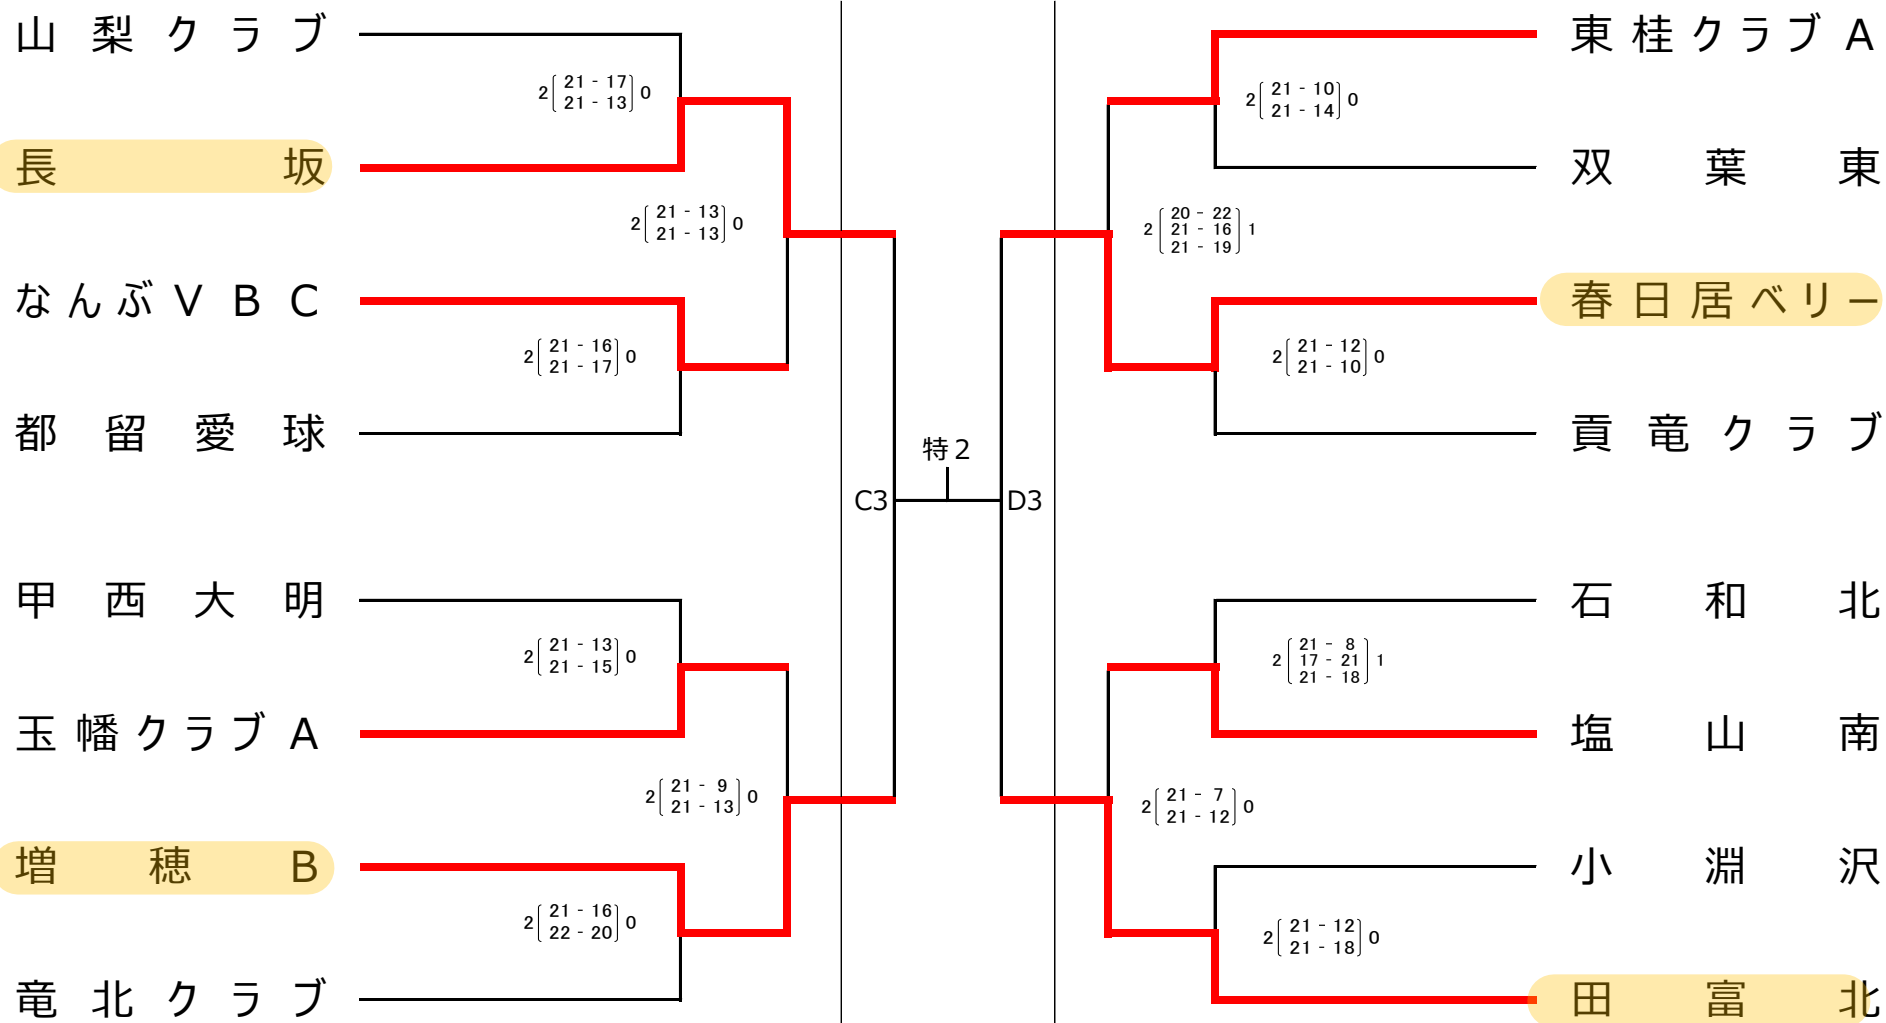 山梨クラブ
東桂クラブA
2 21 - 17 0
21 - 13
2 21 - 10 0
21 - 14
長坂
双葉東
2 21 - 13 0
21 - 13
20 - 22
2 21 - 16 1
21 - 19
なんぶVBC
春日居ベリー
2 21 - 16 0
21 - 17
2 21 - 12 0
21 - 10
都留愛球
貢竜クラブ
特2
C3
D3
甲西大明
石和北
2 21 - 13 0
21 - 15
21 - 8
2 17 - 21 1
21 - 18
玉幡クラブA
塩山南
2 21 - 9 0
21 - 13
2 21 - 7 0
21 - 12
増穂B
小淵沢
2 21 - 16 0
22 - 20
2 21 - 12 0
21 - 18
竜北クラブ
田富北